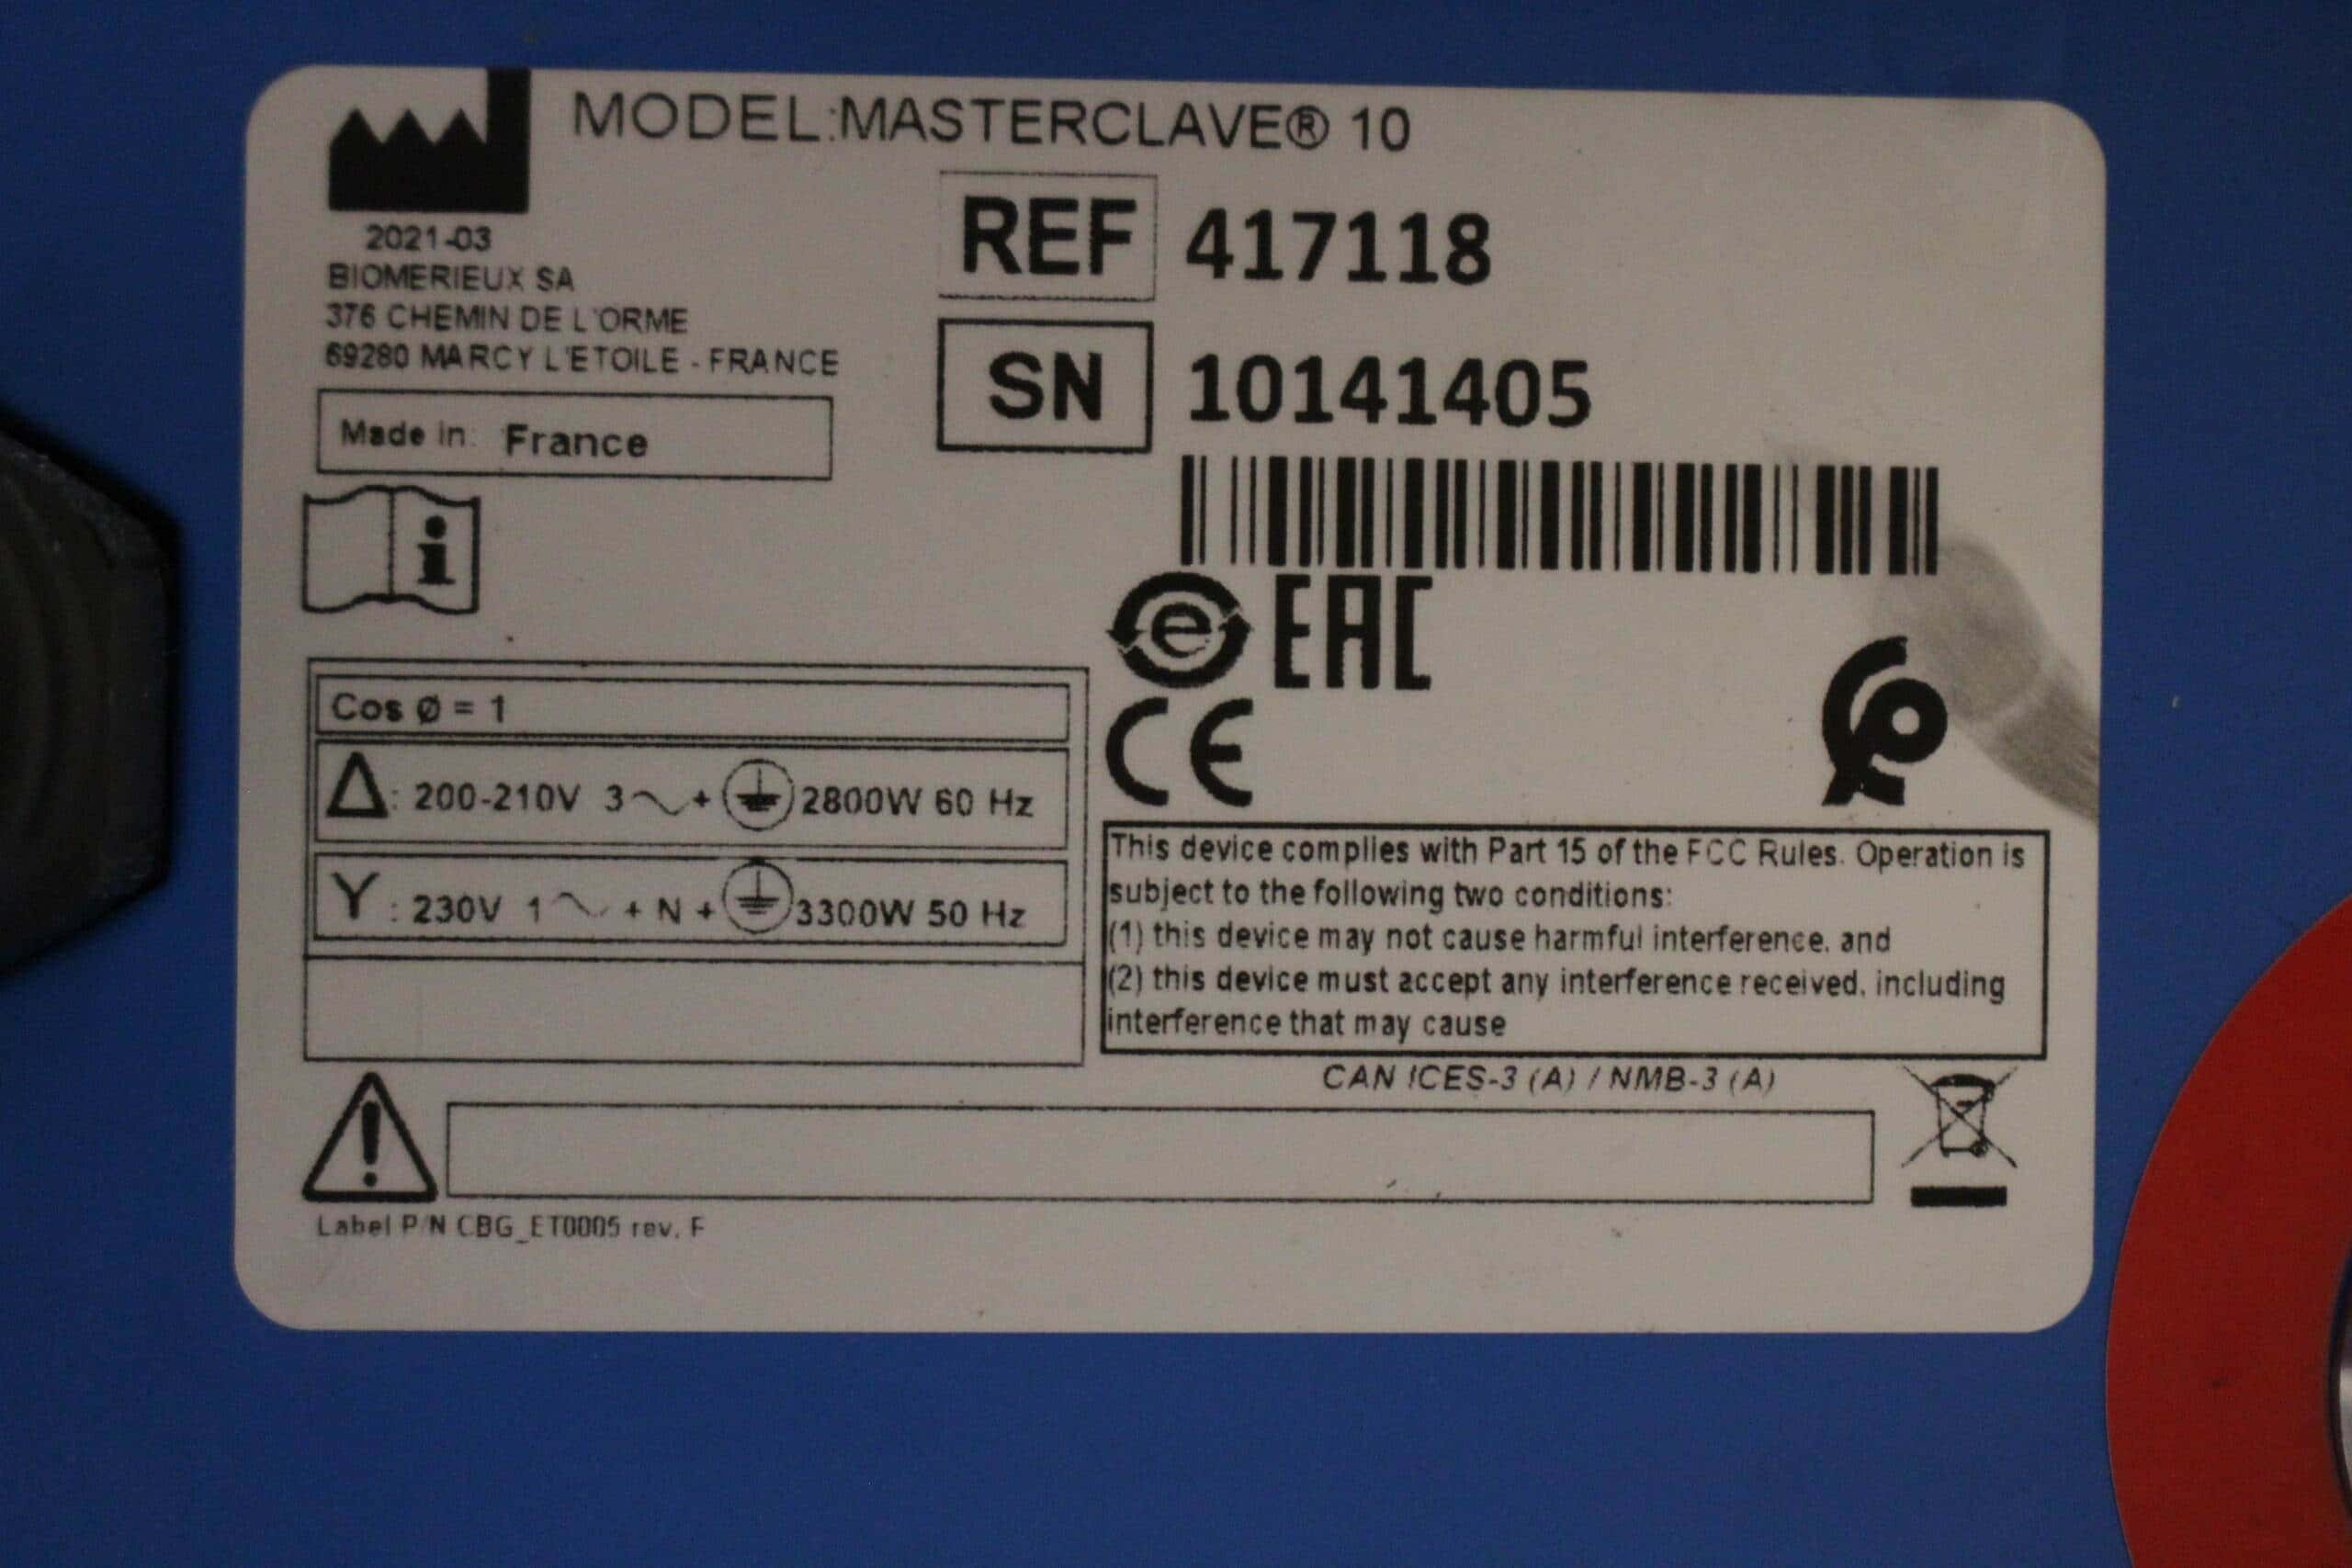 MODEL:MASTERCLAVE® 10
REF 417118
2021-03
BIOMERIEUX SA
376 CHEMIN DE L'ORME
69280 MARCY L'ETOILE - FRANCE
SN 10141405
Made in: France
i
e EAC
CE
Cos Ø = 1
Δ: 200-210V 3~+ 2800W 60 Hz
Y: 230V 1~ + N + 3300W 50 Hz
This device complies with Part 15 of the FCC Rules. Operation is
subject to the following two conditions:
(1) this device may not cause harmful interference, and
(2) this device must accept any interference received, including
interference that may cause
CAN ICES-3 (A) / NMB-3 (A)
!
Label P/N CBG_ET0005 rev. F